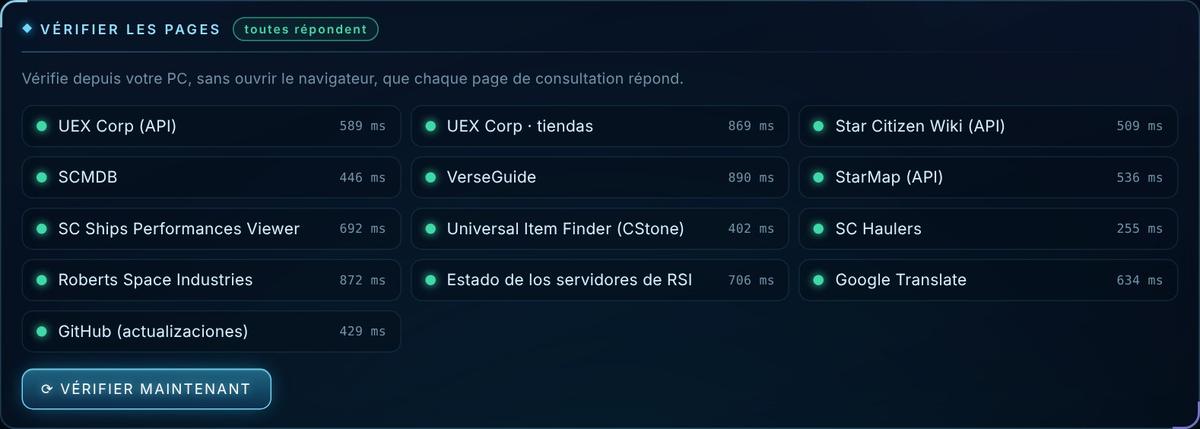 ◆ VÉRIFIER LES PAGES toutes répondent
Vérifie depuis votre PC, sans ouvrir le navigateur, que chaque page de consultation répond.
UEX Corp (API) 589 ms UEX Corp · tiendas 869 ms Star Citizen Wiki (API) 509 ms
SCMDB 446 ms VerseGuide 890 ms StarMap (API) 536 ms
SC Ships Performances Viewer 692 ms Universal Item Finder (CStone) 402 ms SC Haulers 255 ms
Roberts Space Industries 872 ms Estado de los servidores de RSI 706 ms Google Translate 634 ms
GitHub (actualizaciones) 429 ms
⟳ VÉRIFIER MAINTENANT